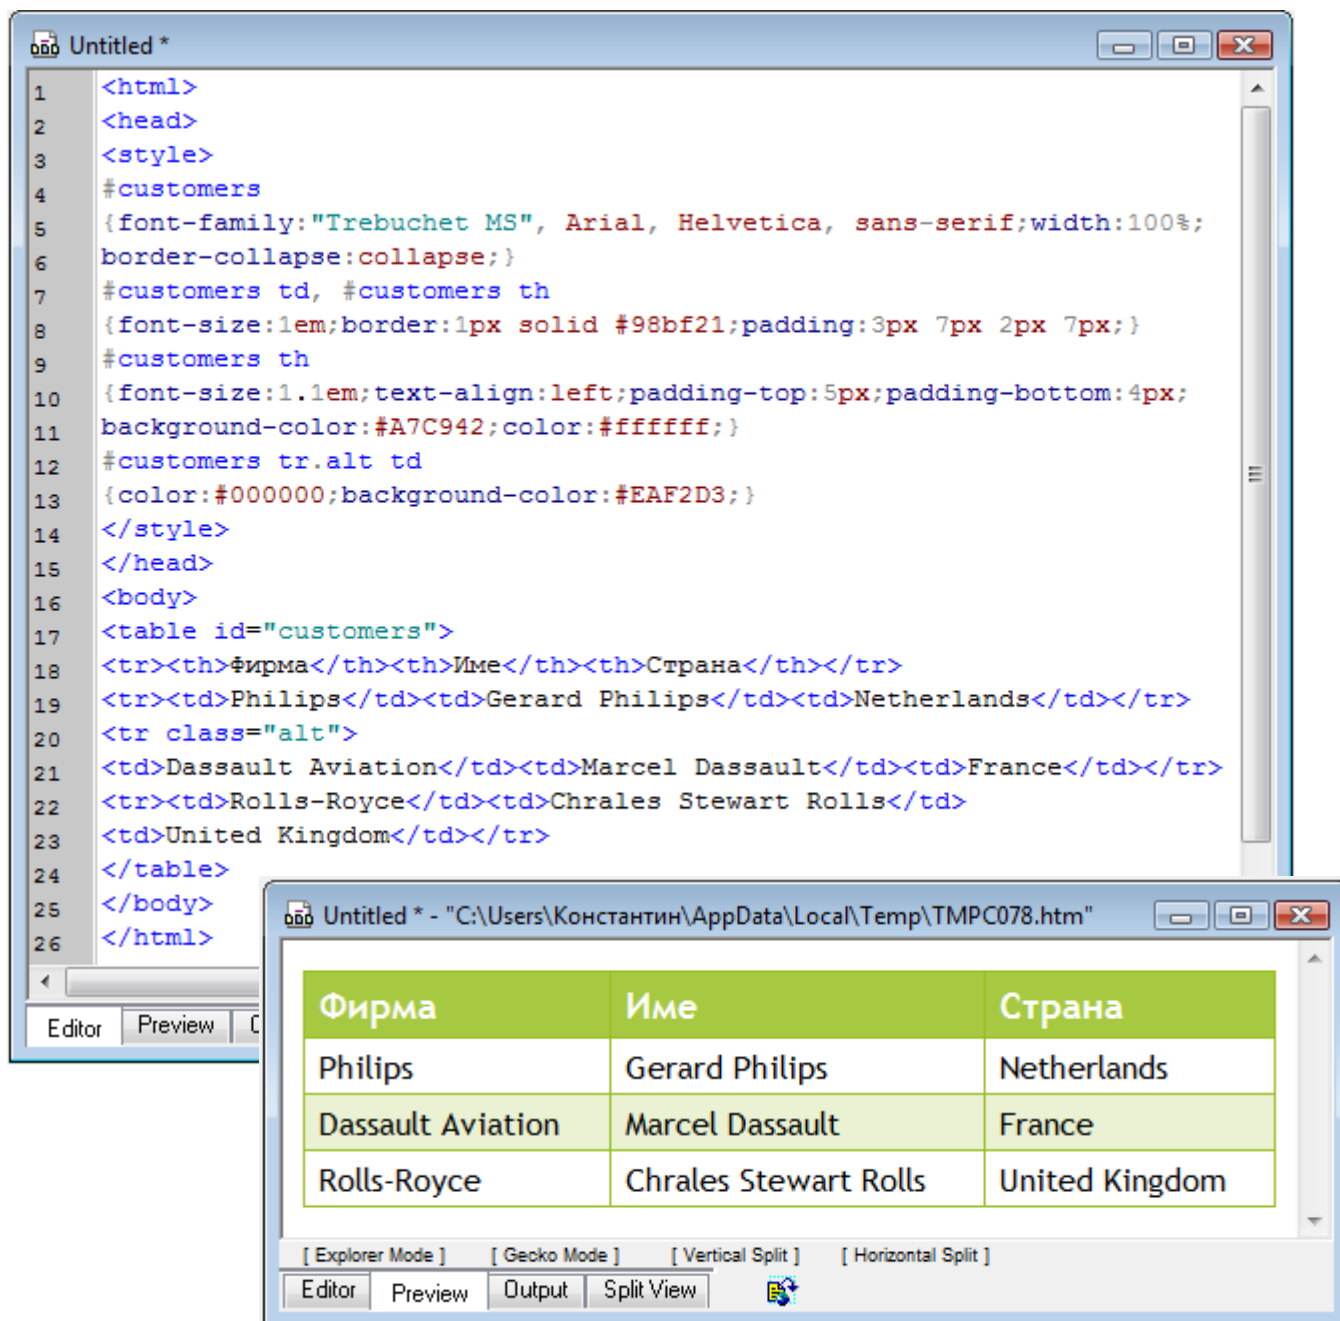 Untitled *
1 <html>
2 <head>
3 <style>
4 #customers
5 {font-family:"Trebuchet MS", Arial, Helvetica, sans-serif;width:100%;
6 border-collapse:collapse;}
7 #customers td, #customers th
8 {font-size:1em;border:1px solid #98bf21;padding:3px 7px 2px 7px;}
9 #customers th
10 {font-size:1.1em;text-align:left;padding-top:5px;padding-bottom:4px;
11 background-color:#A7C942;color:#ffffff;}
12 #customers tr.alt td
13 {color:#000000;background-color:#EAF2D3;}
14 </style>
15 </head>
16 <body>
17 <table id="customers">
18 <tr><th>Фирма</th><th>Име</th><th>Страна</th></tr>
19 <tr><td>Philips</td><td>Gerard Philips</td><td>Netherlands</td></tr>
20 <tr class="alt">
21 <td>Dassault Aviation</td><td>Marcel Dassault</td><td>France</td></tr>
22 <tr><td>Rolls-Royce</td><td>Chrales Stewart Rolls</td>
23 <td>United Kingdom</td></tr>
24 </table>
25 </body>
26 </html>
Editor Preview
Untitled * - "C:\Users\Константин\AppData\Local\Temp\TMPC078.htm"
Фирма Име Страна
Philips Gerard Philips Netherlands
Dassault Aviation Marcel Dassault France
Rolls-Royce Chrales Stewart Rolls United Kingdom
[ Explorer Mode ] [ Gecko Mode ] [ Vertical Split ] [ Horizontal Split ]
Editor Preview Output Split View